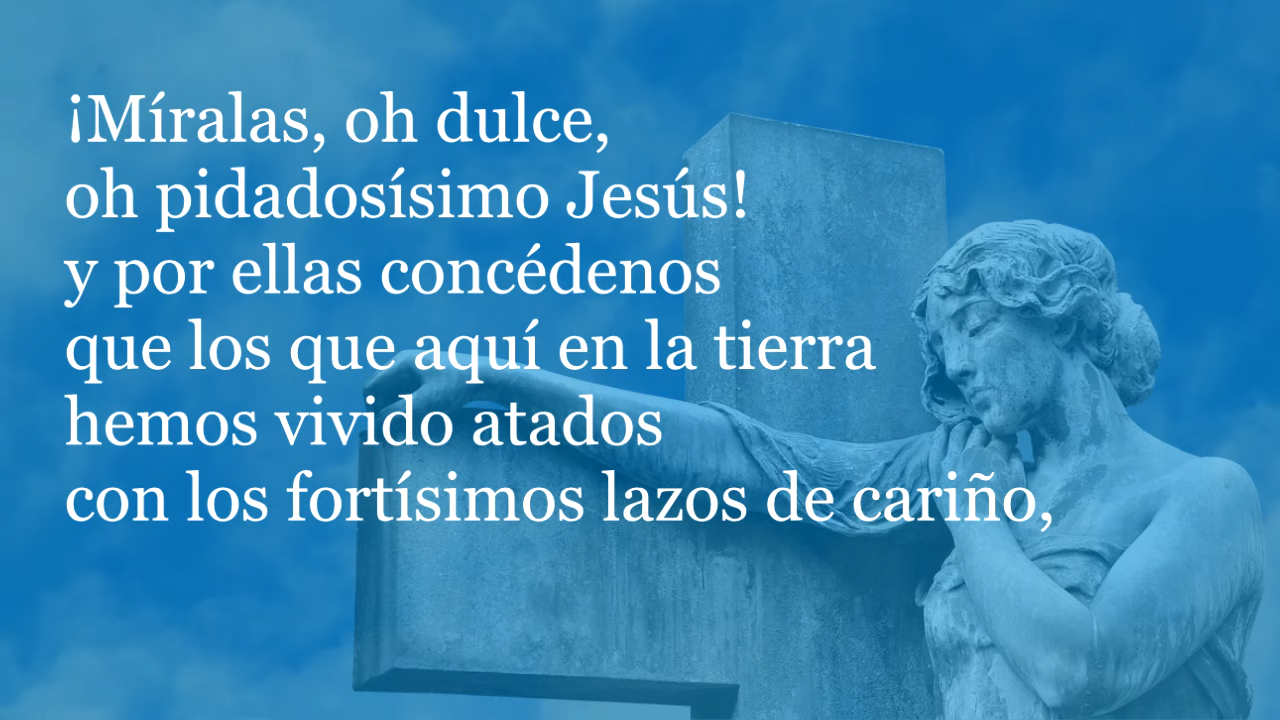 ¡Míralas, oh dulce,
oh pidadosísimo Jesús!
y por ellas concédenos
que los que aquí en la tierra
hemos vivido atados
con los fortísimos lazos de cariño,